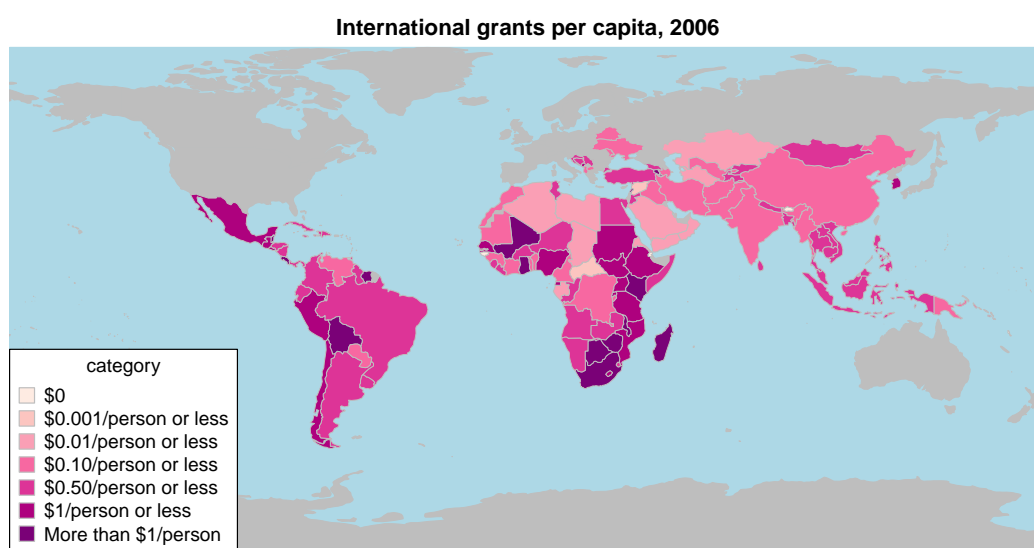 International grants per capita, 2006
category
$0
$0.001/person or less
$0.01/person or less
$0.10/person or less
$0.50/person or less
$1/person or less
More than $1/person